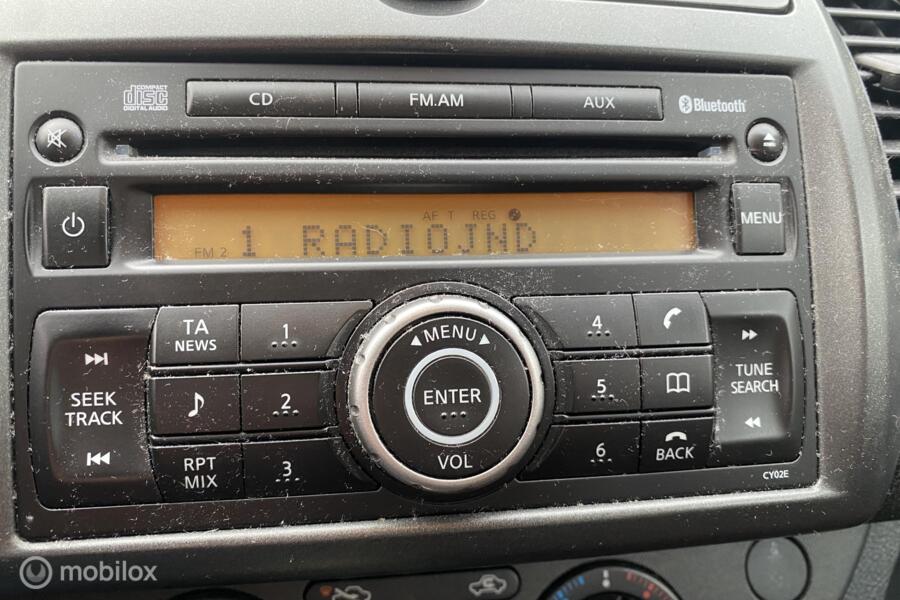 COMPACT
disc
DIGITAL AUDIO
CD
FM.AM
AUX
Bluetooth
MENU
AF T REG
FM 2 1 RADIOJND
TA
NEWS
1
2
3
RPT
MIX
SEEK
TRACK
MENU
ENTER
VOL
4
5
6
BACK
TUNE
SEARCH
CY02E
mobilox